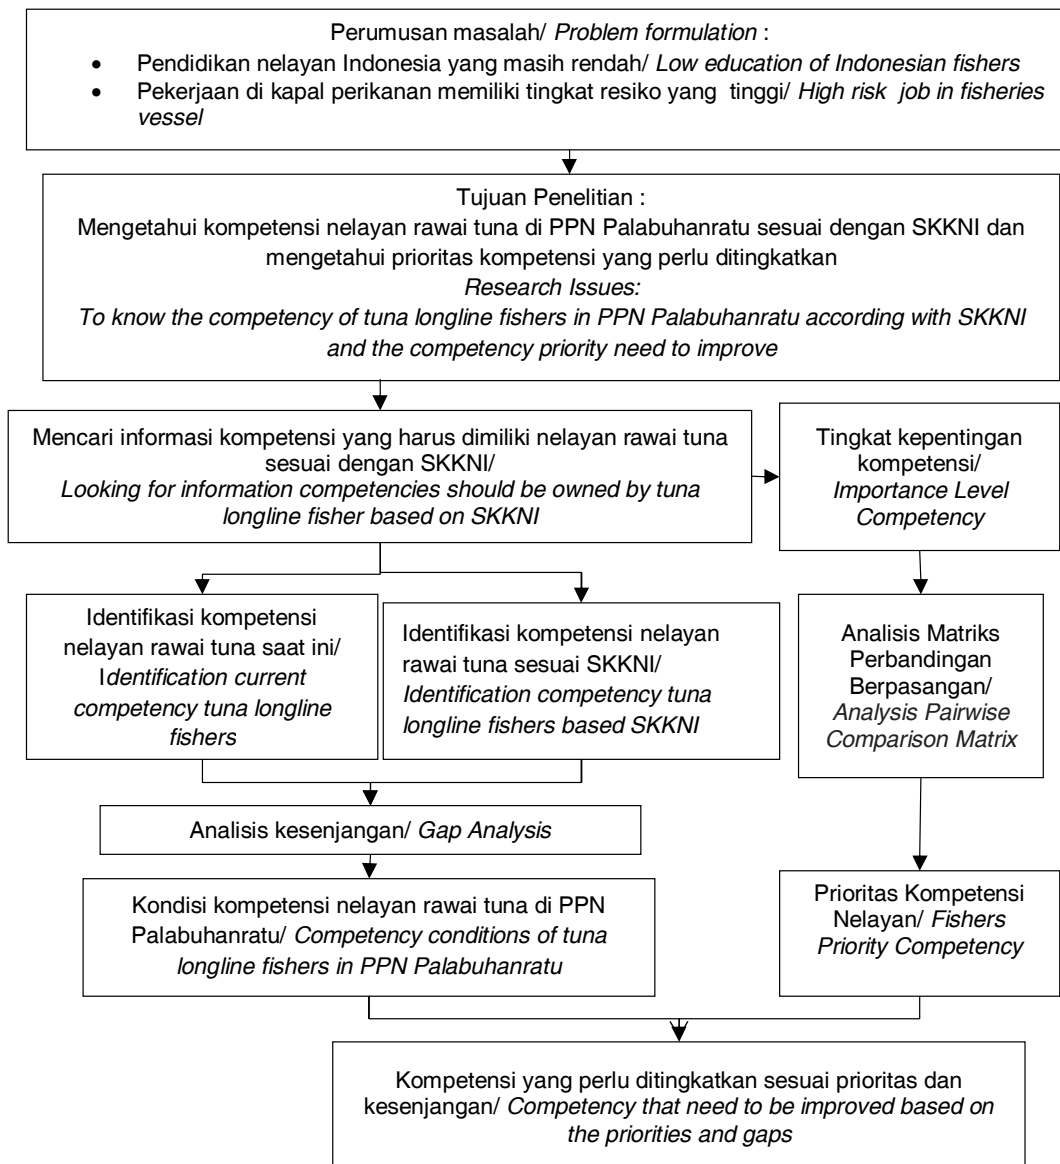 Perumusan masalah/ Problem formulation :
• Pendidikan nelayan Indonesia yang masih rendah/ Low education of Indonesian fishers
• Pekerjaan di kapal perikanan memiliki tingkat resiko yang tinggi/ High risk job in fisheries
vessel
Tujuan Penelitian :
Mengetahui kompetensi nelayan rawai tuna di PPN Palabuhanratu sesuai dengan SKKNI dan
mengetahui prioritas kompetensi yang perlu ditingkatkan
Research Issues:
To know the competency of tuna longline fishers in PPN Palabuhanratu according with SKKNI
and the competency priority need to improve
Mencari informasi kompetensi yang harus dimiliki nelayan rawai tuna
sesuai dengan SKKNI/
Looking for information competencies should be owned by tuna
longline fisher based on SKKNI
Tingkat kepentingan
kompetensi/
Importance Level
Competency
Identifikasi kompetensi
nelayan rawai tuna saat ini/
Identification current
competency tuna longline
fishers
Identifikasi kompetensi nelayan
rawai tuna sesuai SKKNI/
Identification competency tuna
longline fishers based SKKNI
Analisis Matriks
Perbandingan
Berpasangan/
Analysis Pairwise
Comparison Matrix
Analisis kesenjangan/ Gap Analysis
Kondisi kompetensi nelayan rawai tuna di PPN
Palabuhanratu/ Competency conditions of tuna
longline fishers in PPN Palabuhanratu
Prioritas Kompetensi
Nelayan/ Fishers
Priority Competency
Kompetensi yang perlu ditingkatkan sesuai prioritas dan
kesenjangan/ Competency that need to be improved based on
the priorities and gaps